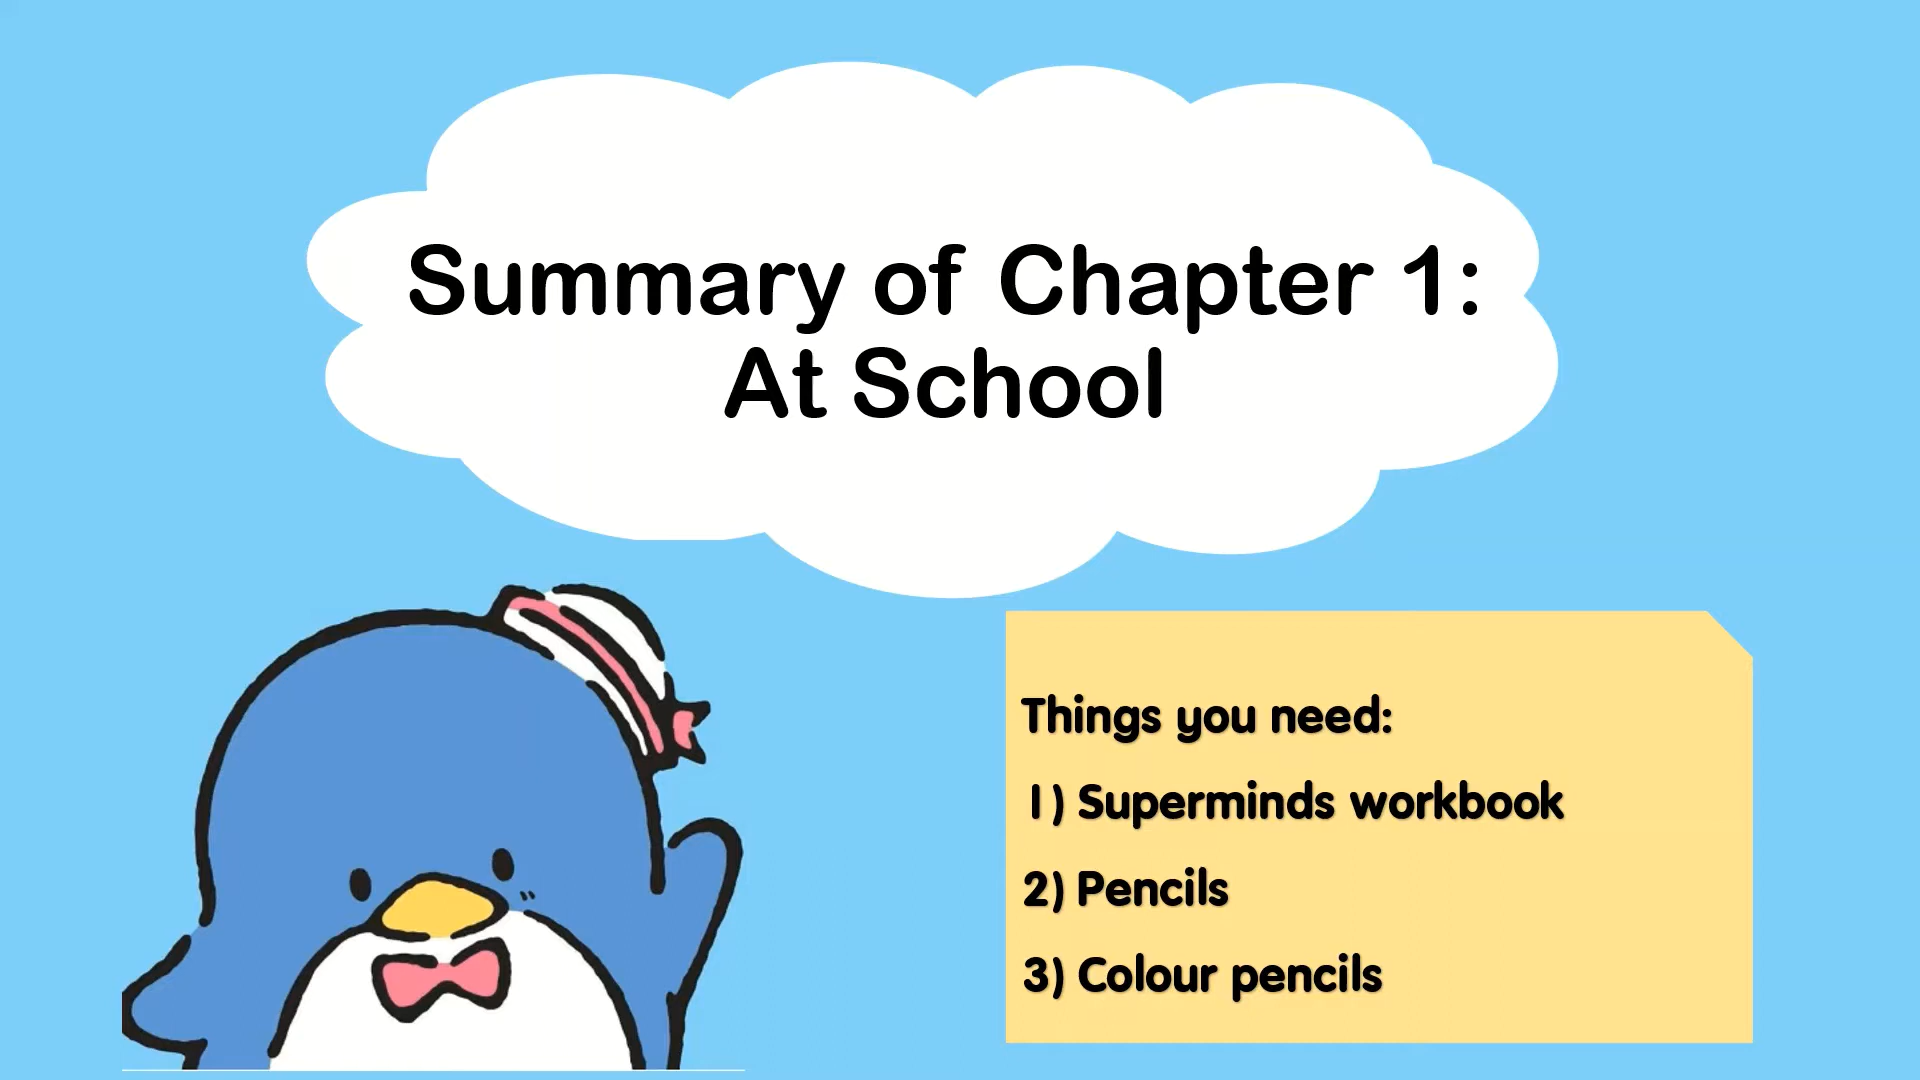 Summary of Chapter 1:
At School
Things you need:
1) Superminds workbook
2) Pencils
3) Colour pencils